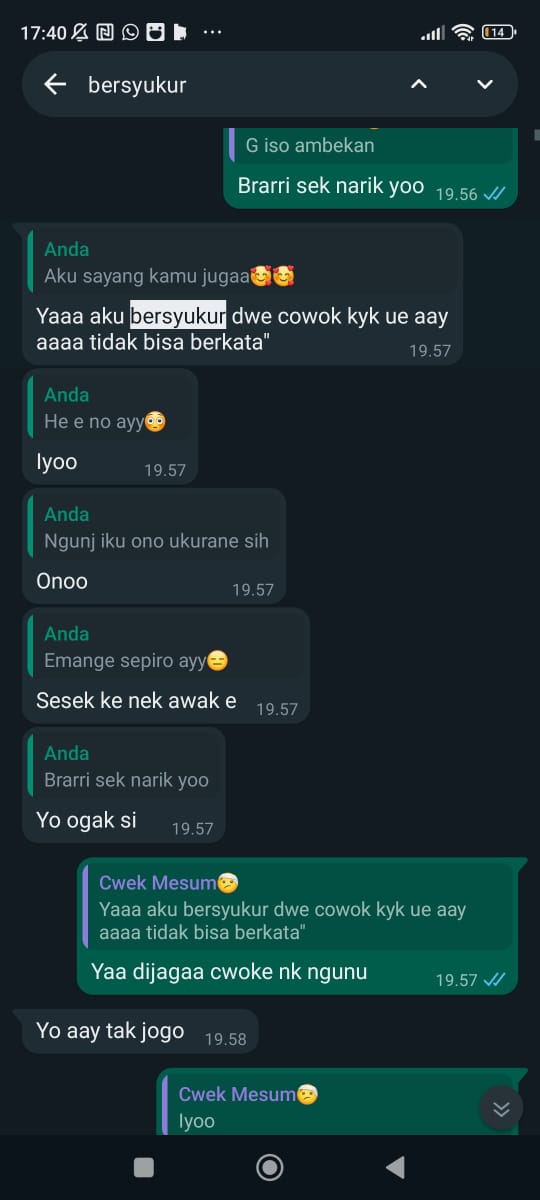 17:40
14
bersyukur
G iso ambekan
Brarri sek narik yoo 19.56
Anda
Aku sayang kamu jugaa🥰🥰
Yaaa aku bersyukur dwe cowok kyk ue aay
aaaa tidak bisa berkata"
19.57
Anda
He e no ayy😳
Iyoo 19.57
Anda
Ngunj iku ono ukurane sih
Onoo 19.57
Anda
Emange sepiro ayy😑
Sesek ke nek awak e 19.57
Anda
Brarri sek narik yoo
Yo ogak si 19.57
Cwek Mesum🤕
Yaaa aku bersyukur dwe cowok kyk ue aay
aaaa tidak bisa berkata"
Yaa dijagaa cwoke nk ngunu 19.57
Yo aay tak jogo 19.58
Cwek Mesum🤕
Iyoo